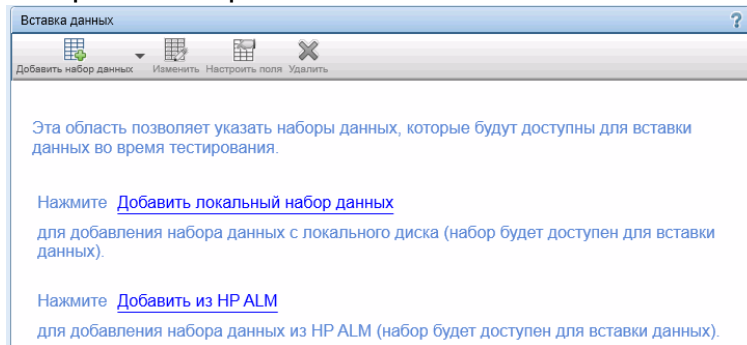 Вставка данных ?
Добавить набор данных Изменить Настроить поля Удалить
Эта область позволяет указать наборы данных, которые будут доступны для вставки
данных во время тестирования.
Нажмите Добавить локальный набор данных
для добавления набора данных с локального диска (набор будет доступен для вставки
данных).
Нажмите Добавить из HP ALM
для добавления набора данных из HP ALM (набор будет доступен для вставки данных).